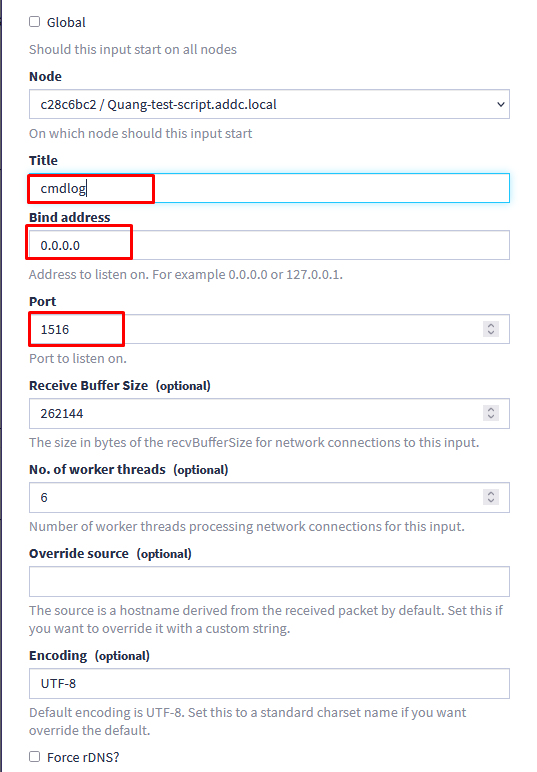 Global
Should this input start on all nodes
Node
c28c6bc2 / Quang-test-script.addc.local
On which node should this input start
Title
cmdlog
Bind address
0.0.0.0
Address to listen on. For example 0.0.0.0 or 127.0.0.1.
Port
1516
Port to listen on.
Receive Buffer Size (optional)
262144
The size in bytes of the recvBufferSize for network connections to this input.
No. of worker threads (optional)
6
Number of worker threads processing network connections for this input.
Override source (optional)
The source is a hostname derived from the received packet by default. Set this if
you want to override it with a custom string.
Encoding (optional)
UTF-8
Default encoding is UTF-8. Set this to a standard charset name if you want
override the default.
Force rDNS?